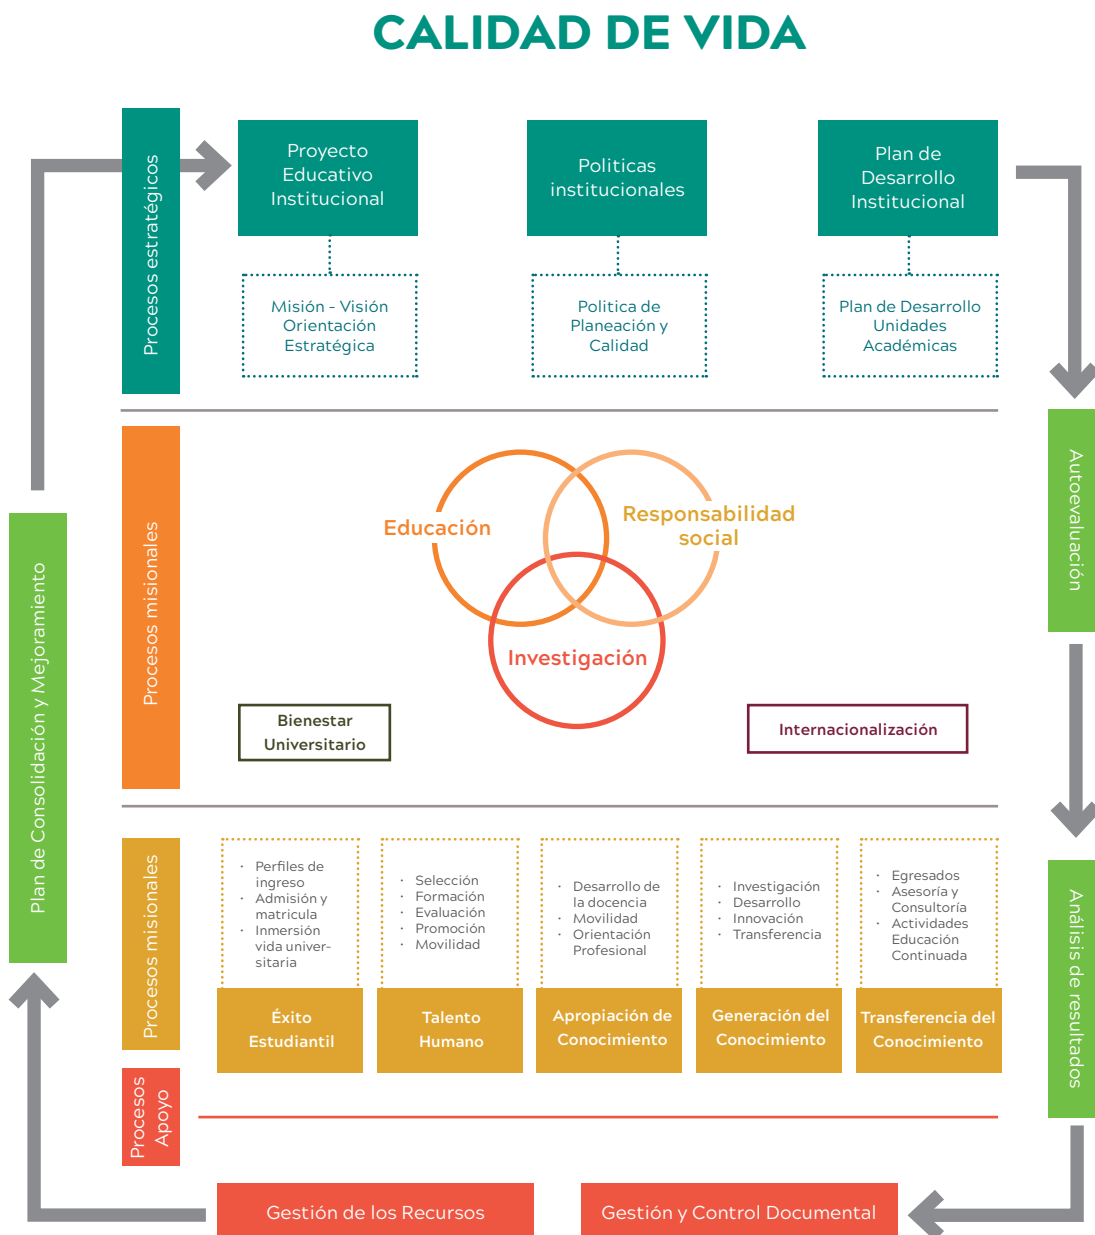 CALIDAD DE VIDA
Procesos estratégicos
Proyecto
Educativo
Institucional
Politicas
institucionales
Plan de
Desarrollo
Institucional
Misión - Visión
Orientación
Estratégica
Politica de
Planeación y
Calidad
Plan de Desarrollo
Unidades
Académicas
Procesos misionales
Educación
Responsabilidad
social
Investigación
Bienestar
Universitario
Internacionalización
Autoevaluación
Plan de Consolidación y Mejoramiento
Procesos misionales
· Perfiles de
ingreso
· Admisión y
matricula
· Inmersión
vida univer-
sitaria
· Selección
· Formación
· Evaluación
· Promoción
· Movilidad
· Desarrollo de
la docencia
· Movilidad
· Orientación
Profesional
· Investigación
· Desarrollo
· Innovación
· Transferencia
· Egresados
· Asesoría y
Consultoría
· Actividades
Educación
Continuada
Éxito
Estudiantil
Talento
Humano
Apropiación de
Conocimiento
Generación del
Conocimiento
Transferencia del
Conocimiento
Análisis de resultados
Procesos
Apoyo
Gestión de los Recursos
Gestión y Control Documental